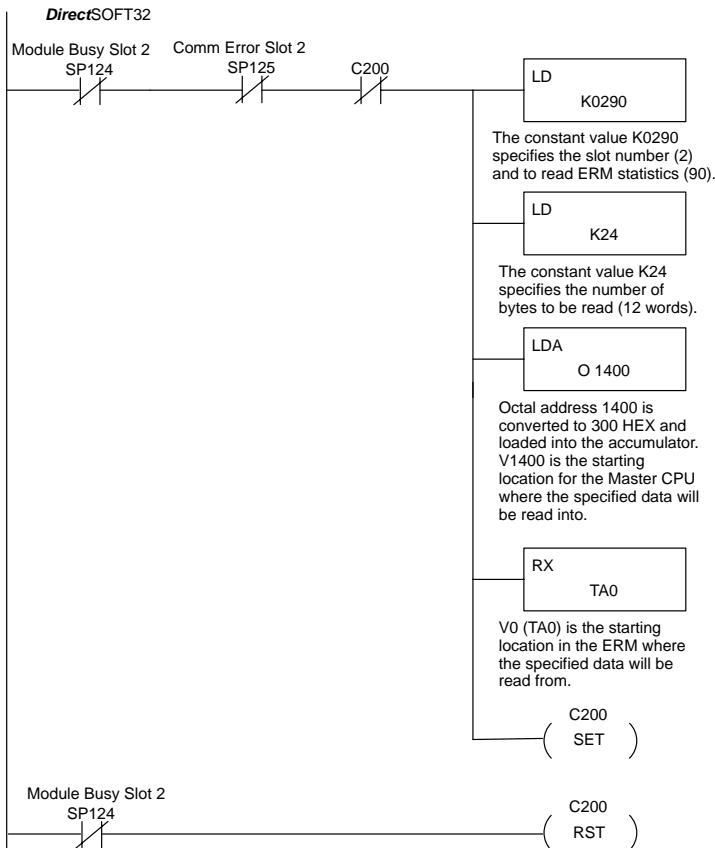 DirectSOFT32
Module Busy Slot 2
SP124
Comm Error Slot 2
SP125
C200
LD
K0290
The constant value K0290
specifies the slot number (2)
and to read ERM statistics (90).
LD
K24
The constant value K24
specifies the number of
bytes to be read (12 words).
LDA
O 1400
Octal address 1400 is
converted to 300 HEX and
loaded into the accumulator.
V1400 is the starting
location for the Master CPU
where the specified data will
be read into.
RX
TA0
V0 (TA0) is the starting
location in the ERM where
the specified data will be
read from.
C200
SET
Module Busy Slot 2
SP124
C200
RST